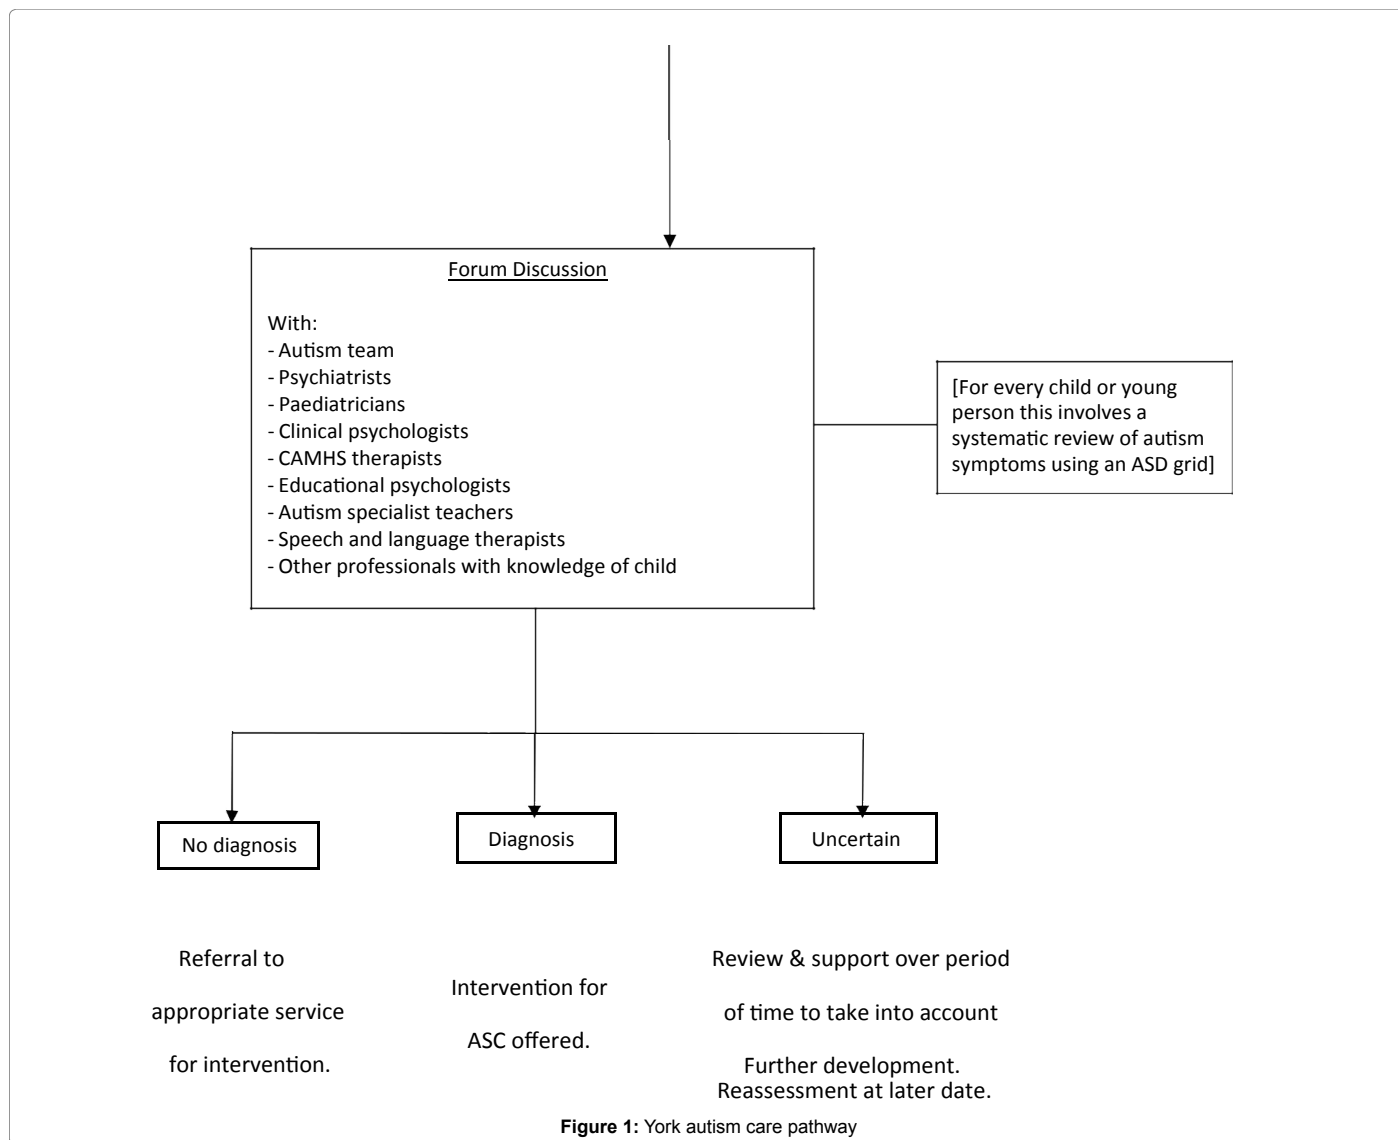 Forum Discussion
With:
- Autism team
- Psychiatrists
- Paediatricians
- Clinical psychologists
- CAMHS therapists
- Educational psychologists
- Autism specialist teachers
- Speech and language therapists
- Other professionals with knowledge of child
[For every child or young
person this involves a
systematic review of autism
symptoms using an ASD grid]
No diagnosis
Diagnosis
Uncertain
Referral to
appropriate service
for intervention.
Intervention for
ASC offered.
Review & support over period
of time to take into account
Further development.
Reassessment at later date.
Figure 1: York autism care pathway